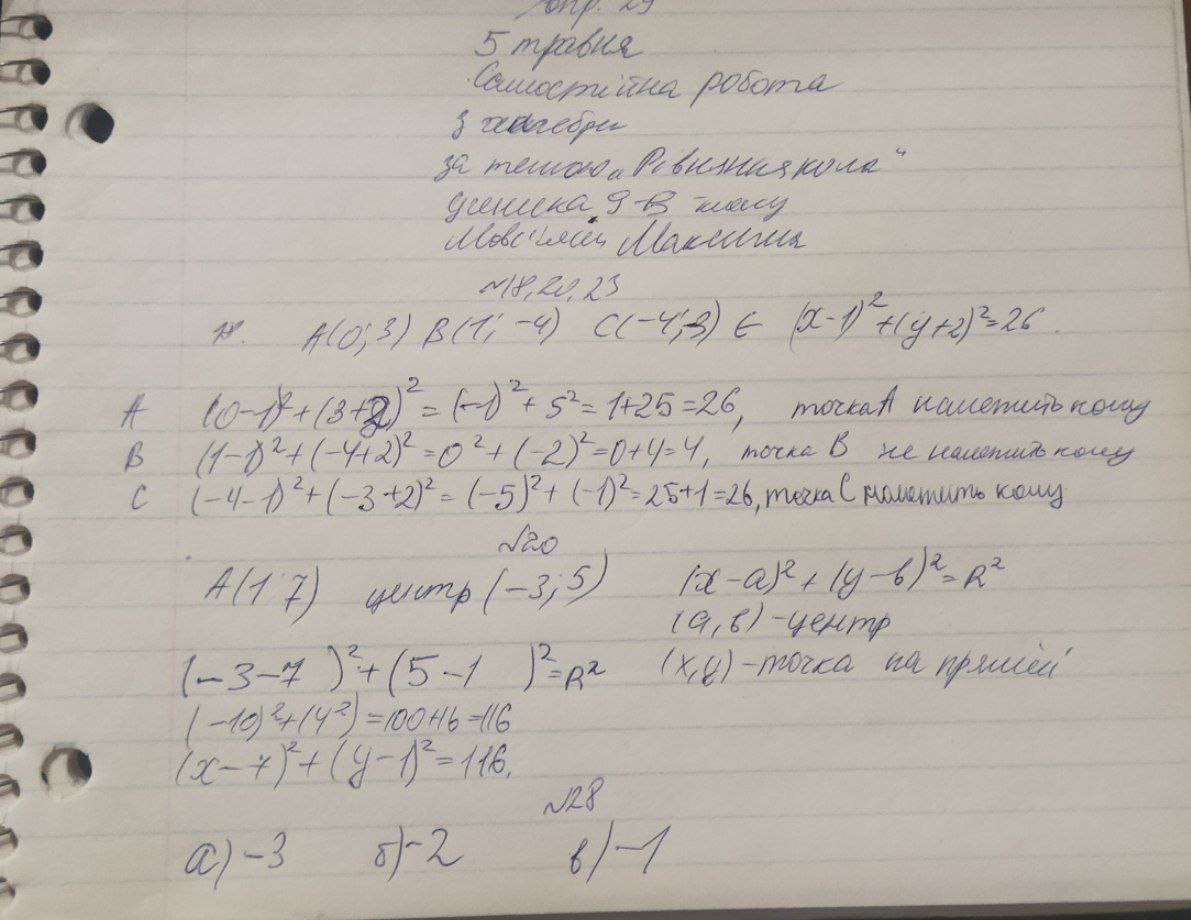 5 травня
Самостійна робота
з
за темою „Рівняння кола"
учения 9-В класу
Максима
№18, 20, 23
A(0; 3) B(1; -4) C(-4; -3) ∈ (x-1)²+(y+2)²=26
A (0-1)²+(3+2)²=(-1)²+5²=1+25=26, точка A належить колу
B (1-1)²+(-4+2)²=0²+(-2)²=0+4=4, точка B не належить колу
C (-4-1)²+(-3+2)²=(-5)²+(-1)²=25+1=26, точка C належить колу
№20
A(1; 7) центр (-3; 5) (x-a)²+(y-b)²=R²
(a, b) - центр
(-3-7 )²+(5-1 )²=R² (x, y) - точка на прямій
(-10)²+(4²)=100+16=116
(x-7)²+(y-1)²=116.
№28
а) -3 б) -2 в) -1